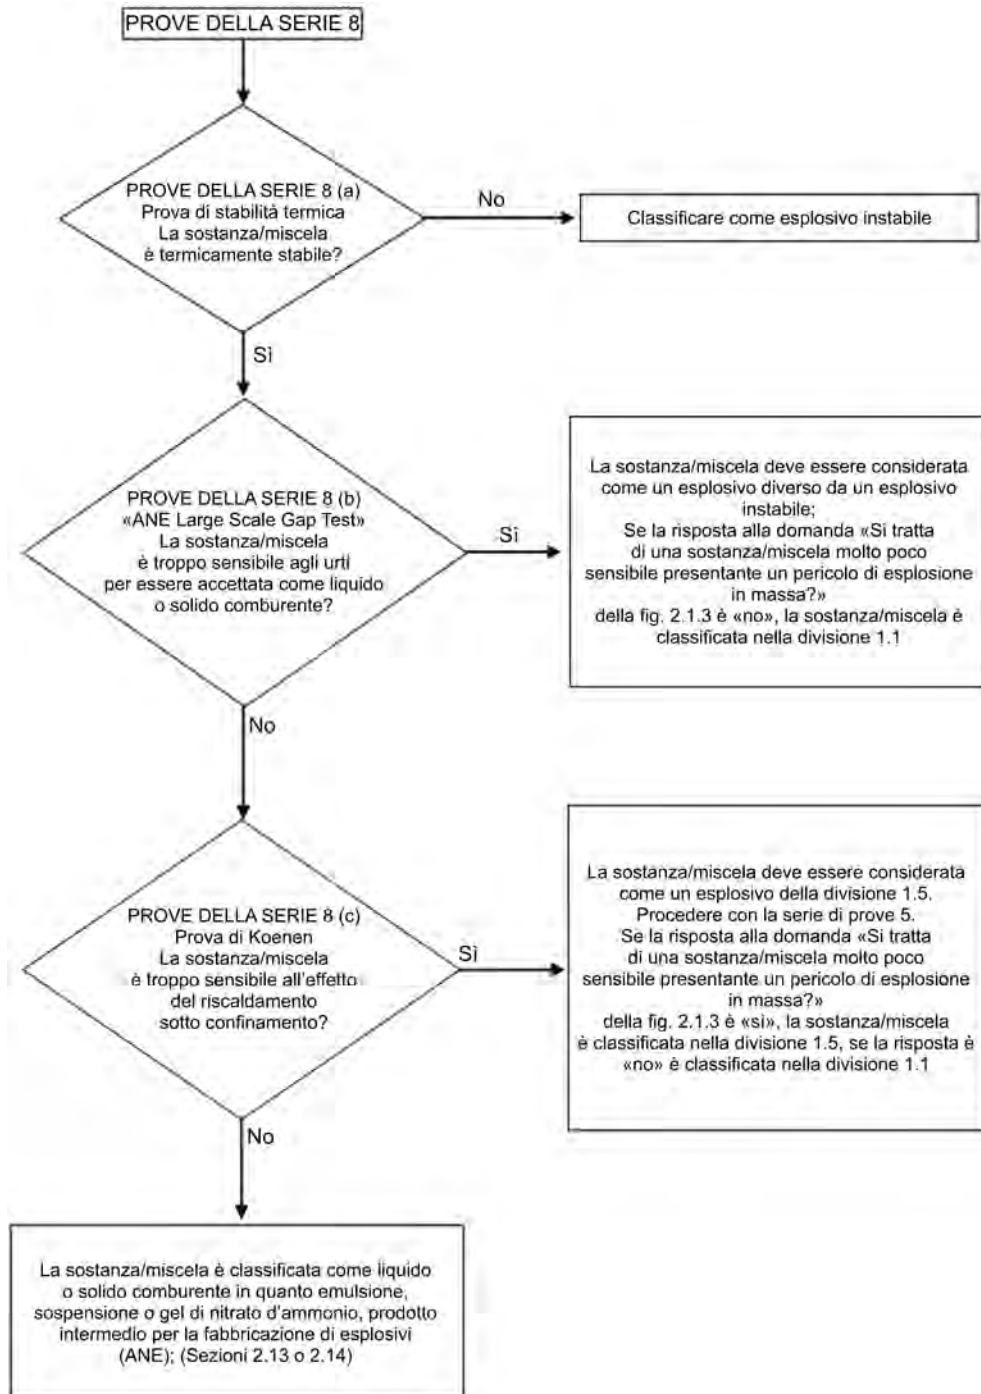 PROVE DELLA SERIE 8
PROVE DELLA SERIE 8 (a)
Prova di stabilità termica
La sostanza/miscela
è termicamente stabile?
No
Classificare come esplosivo instabile
Sì
PROVE DELLA SERIE 8 (b)
«ANE Large Scale Gap Test»
La sostanza/miscela
è troppo sensibile agli urti
per essere accettata come liquido
o solido comburente?
Sì
La sostanza/miscela deve essere considerata
come un esplosivo diverso da un esplosivo
instabile;
Se la risposta alla domanda «Si tratta
di una sostanza/miscela molto poco
sensibile presentante un pericolo di esplosione
in massa?»
della fig. 2.1.3 è «no», la sostanza/miscela è
classificata nella divisione 1.1
No
PROVE DELLA SERIE 8 (c)
Prova di Koenen
La sostanza/miscela
è troppo sensibile all'effetto
del riscaldamento
sotto confinamento?
Sì
La sostanza/miscela deve essere considerata
come un esplosivo della divisione 1.5.
Procedere con la serie di prove 5.
Se la risposta alla domanda «Si tratta
di una sostanza/miscela molto poco
sensibile presentante un pericolo di esplosione
in massa?»
della fig. 2.1.3 è «sì», la sostanza/miscela
è classificata nella divisione 1.5, se la risposta è
«no» è classificata nella divisione 1.1
No
La sostanza/miscela è classificata come liquido
o solido comburente in quanto emulsione,
sospensione o gel di nitrato d'ammonio, prodotto
intermedio per la fabbricazione di esplosivi
(ANE); (Sezioni 2.13 o 2.14)